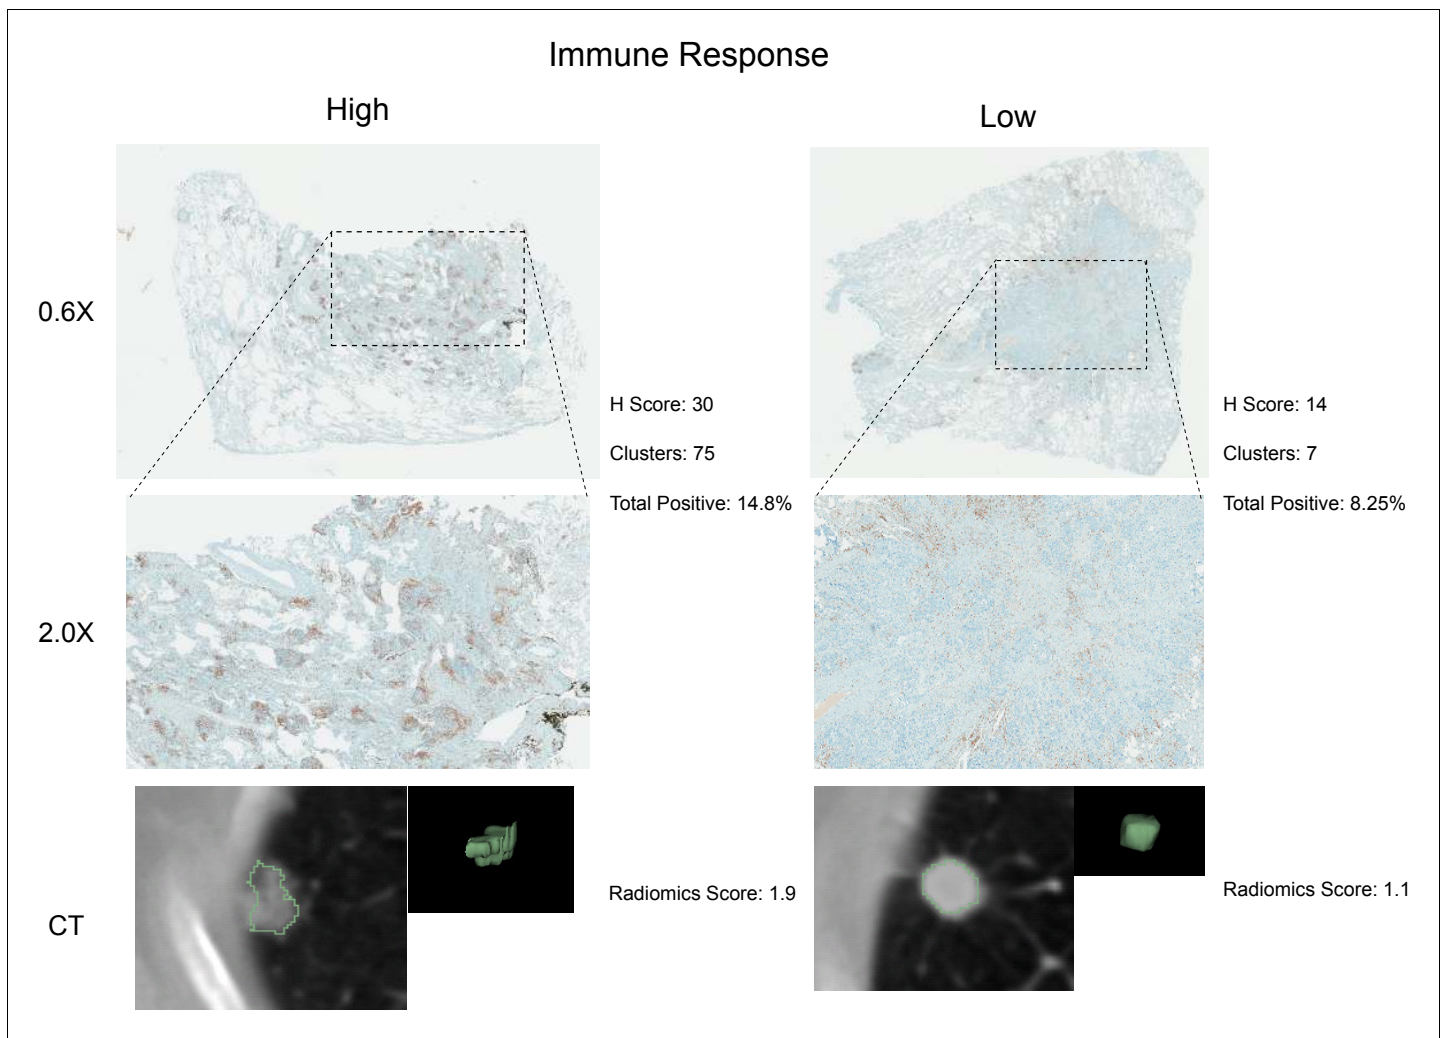 Immune Response
High
Low
0.6X
H Score: 30
Clusters: 75
Total Positive: 14.8%
H Score: 14
Clusters: 7
Total Positive: 8.25%
2.0X
CT
Radiomics Score: 1.9
Radiomics Score: 1.1